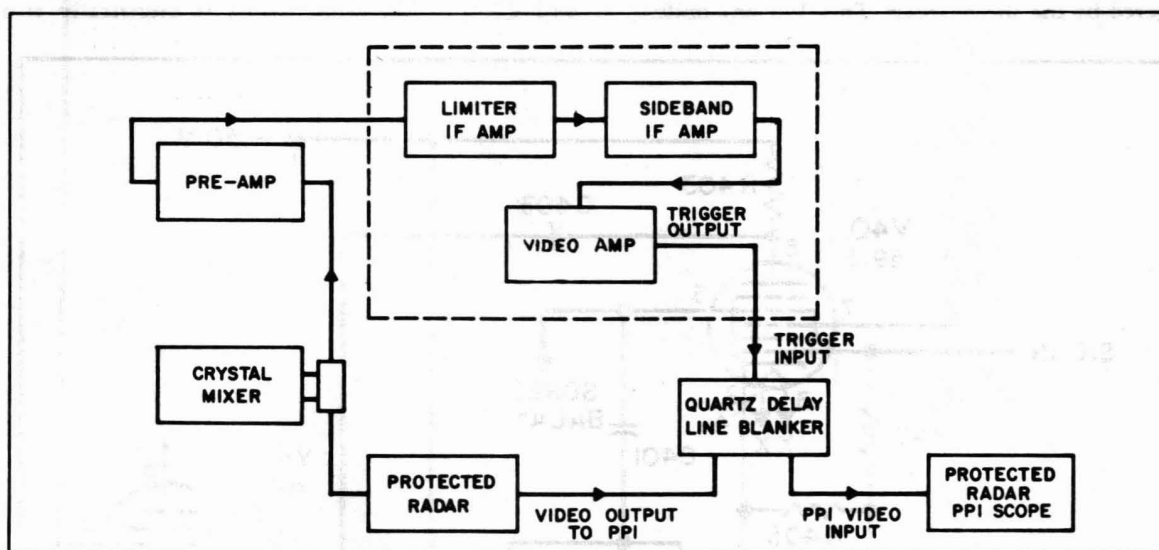 LIMITER
IF AMP
SIDEBAND
IF AMP
PRE-AMP
VIDEO AMP
TRIGGER
OUTPUT
TRIGGER
INPUT
CRYSTAL
MIXER
QUARTZ DELAY
LINE BLANKER
PROTECTED
RADAR
VIDEO OUTPUT
TO PPI
PPI VIDEO
INPUT
PROTECTED
RADAR
PPI SCOPE